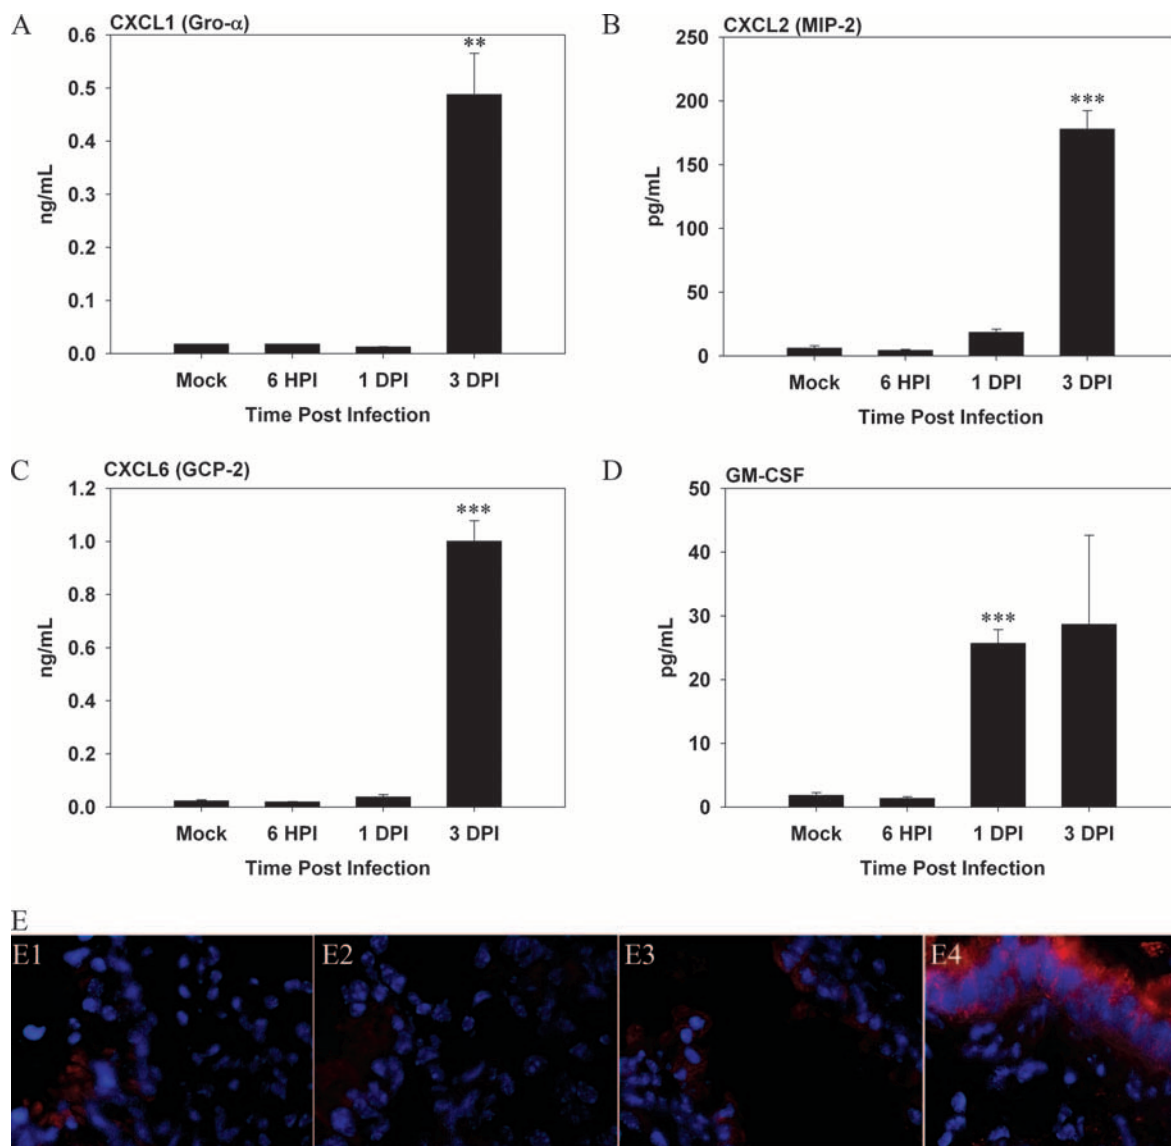 A
CXCL1 (Gro-α)
0.6
0.5
0.4
0.3
0.2
0.1
0.0
ng/mL
**
Mock 6 HPI 1 DPI 3 DPI
Time Post Infection
B
CXCL2 (MIP-2)
250
200
150
100
50
0
pg/mL
***
Mock 6 HPI 1 DPI 3 DPI
Time Post Infection
C
CXCL6 (GCP-2)
1.2
1.0
0.8
0.6
0.4
0.2
0.0
ng/mL
***
Mock 6 HPI 1 DPI 3 DPI
Time Post Infection
D
GM-CSF
50
40
30
20
10
0
pg/mL
***
Mock 6 HPI 1 DPI 3 DPI
Time Post Infection
E
E1 E2 E3 E4